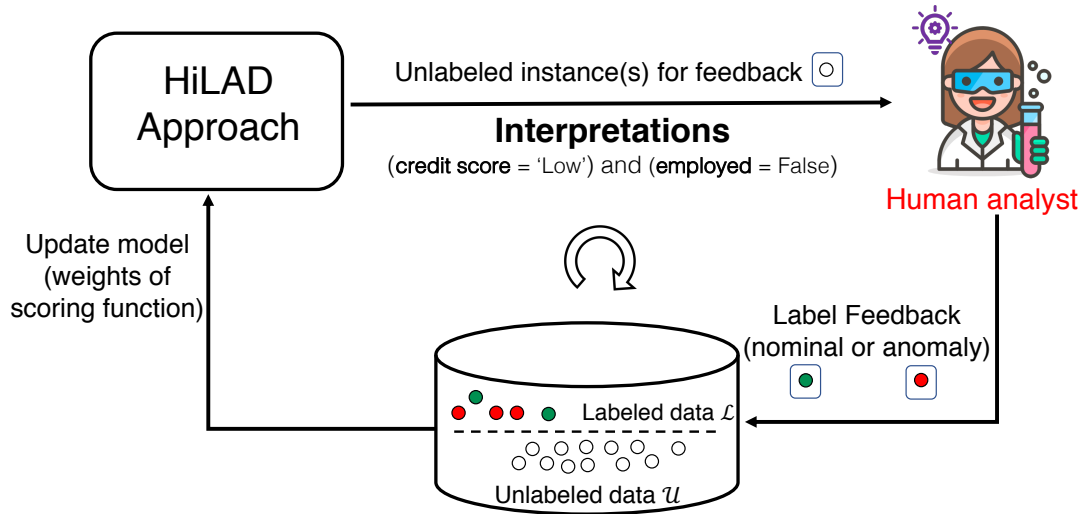 HiLAD
Approach
Unlabeled instance(s) for feedback
Interpretations
(credit score = ‘Low’) and (employed = False)
Human analyst
Update model
(weights of
scoring function)
Label Feedback
(nominal or anomaly)
Labeled data ℒ
Unlabeled data 𝒰